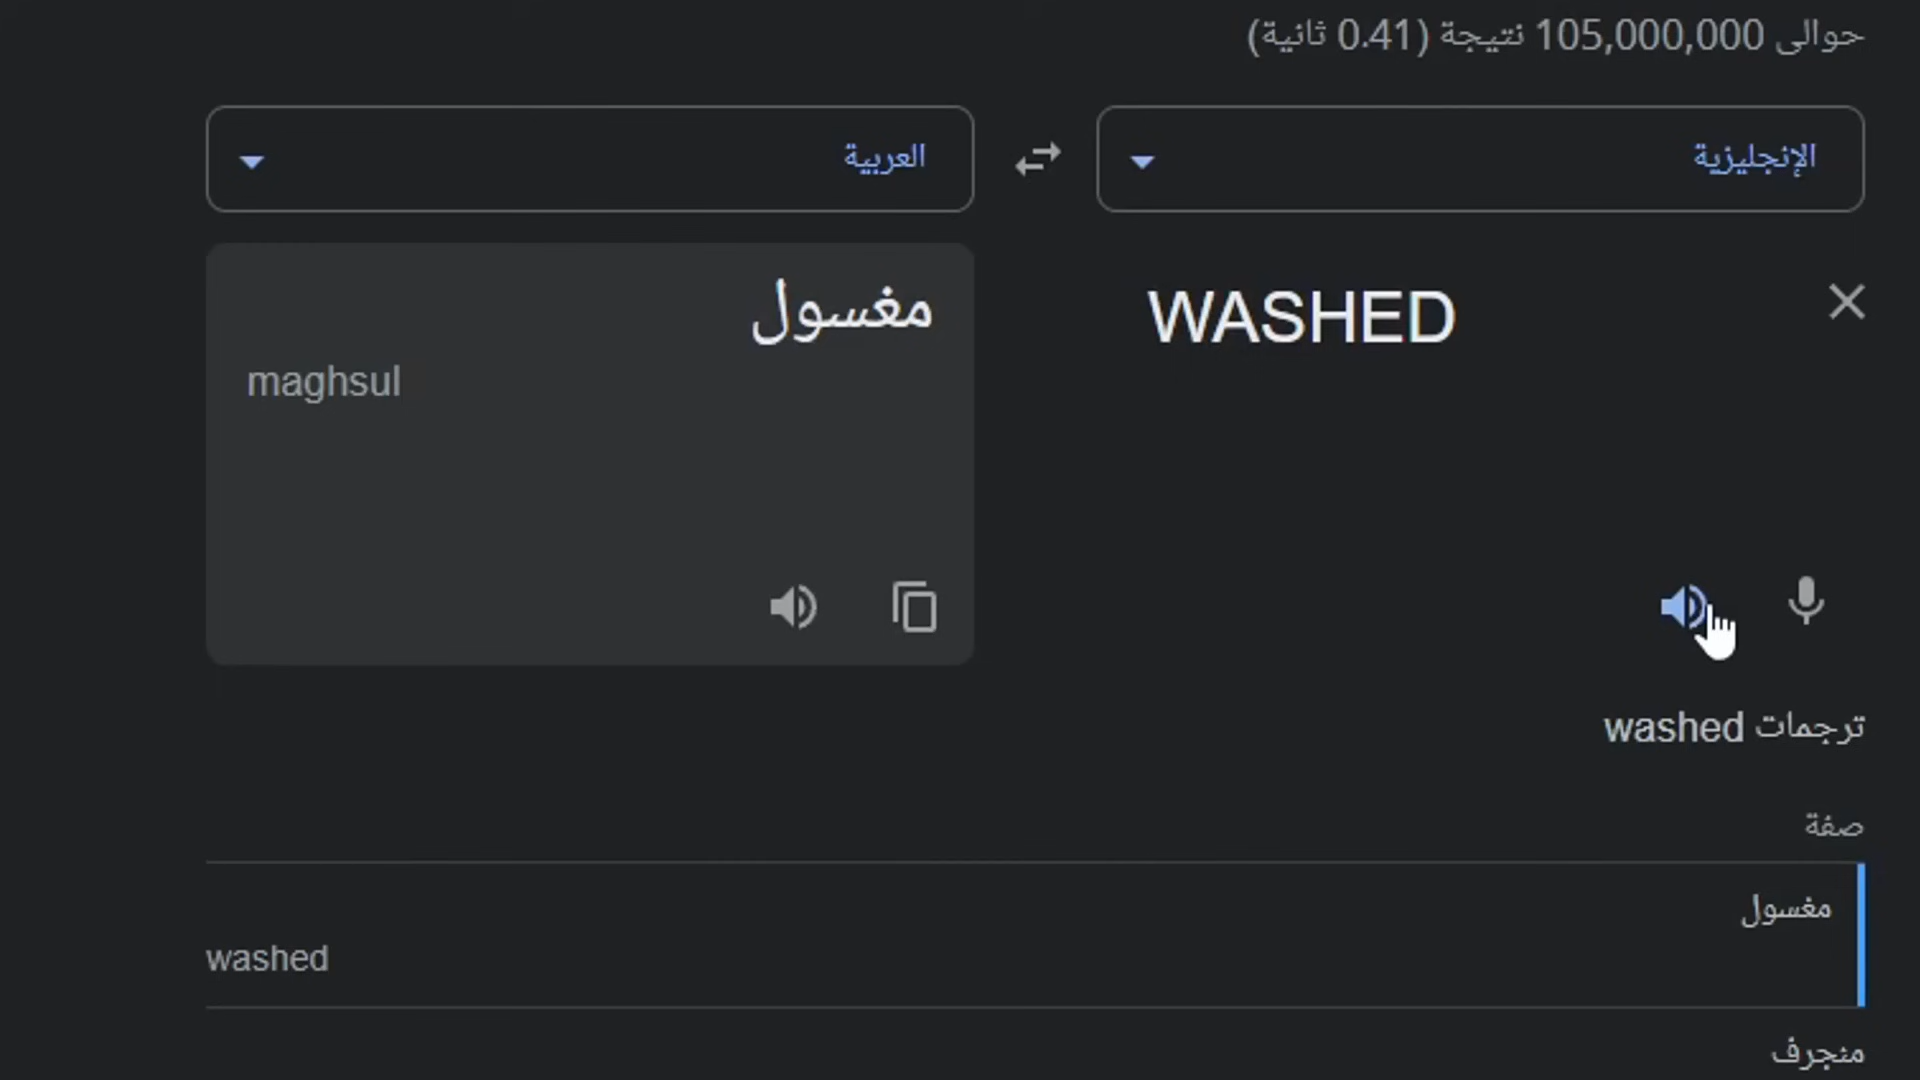 حوالى 105,000,000 نتيجة (0.41 ثانية)
الإنجليزية
العربية
WASHED
مغسول
maghsul
ترجمات washed
صفة
مغسول
washed
منجرف